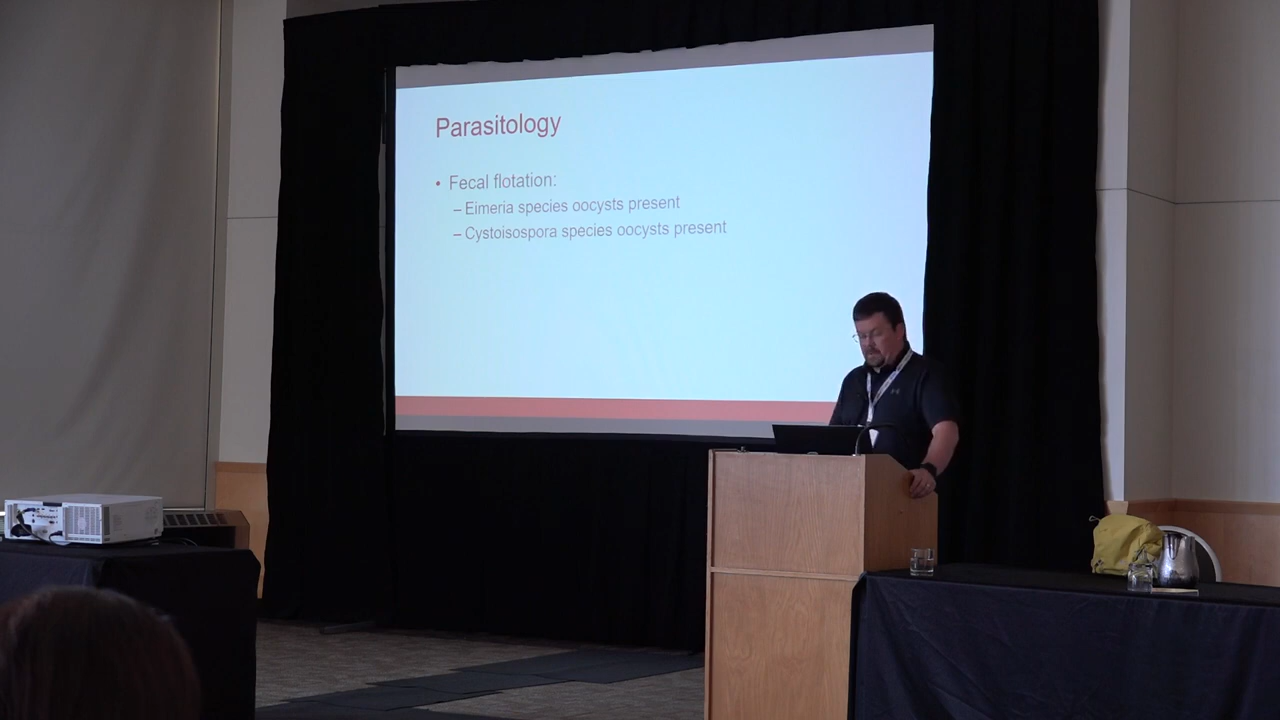 Parasitology
• Fecal flotation:
– Eimeria species oocysts present
– Cystoisospora species oocysts present